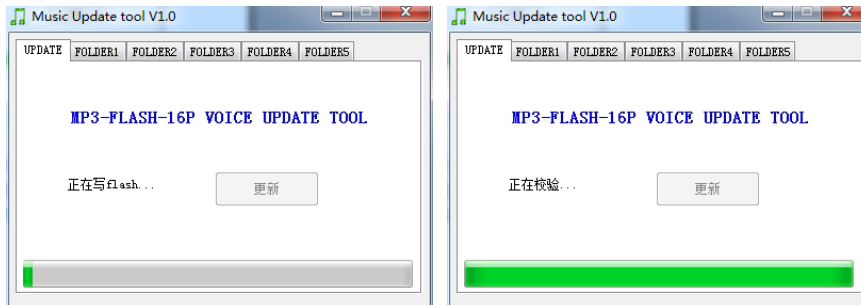 Music Update tool V1.0
UPDATE FOLDER1 FOLDER2 FOLDER3 FOLDER4 FOLDER5
MP3-FLASH-16P VOICE UPDATE TOOL
正在写flash...
更新
Music Update tool V1.0
UPDATE FOLDER1 FOLDER2 FOLDER3 FOLDER4 FOLDER5
MP3-FLASH-16P VOICE UPDATE TOOL
正在校验...
更新